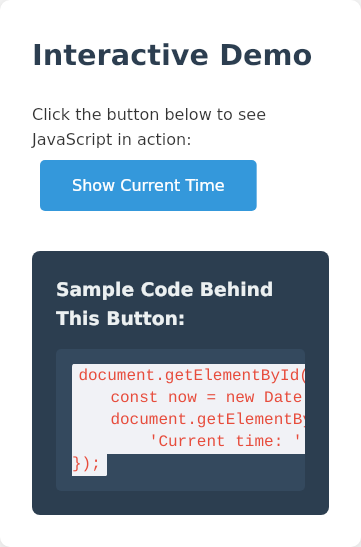 Interactive Demo
Click the button below to see
JavaScript in action:
Show Current Time
Sample Code Behind
This Button:
document.getElementById(
const now = new Date
document.getElementBy
'Current time: '
});